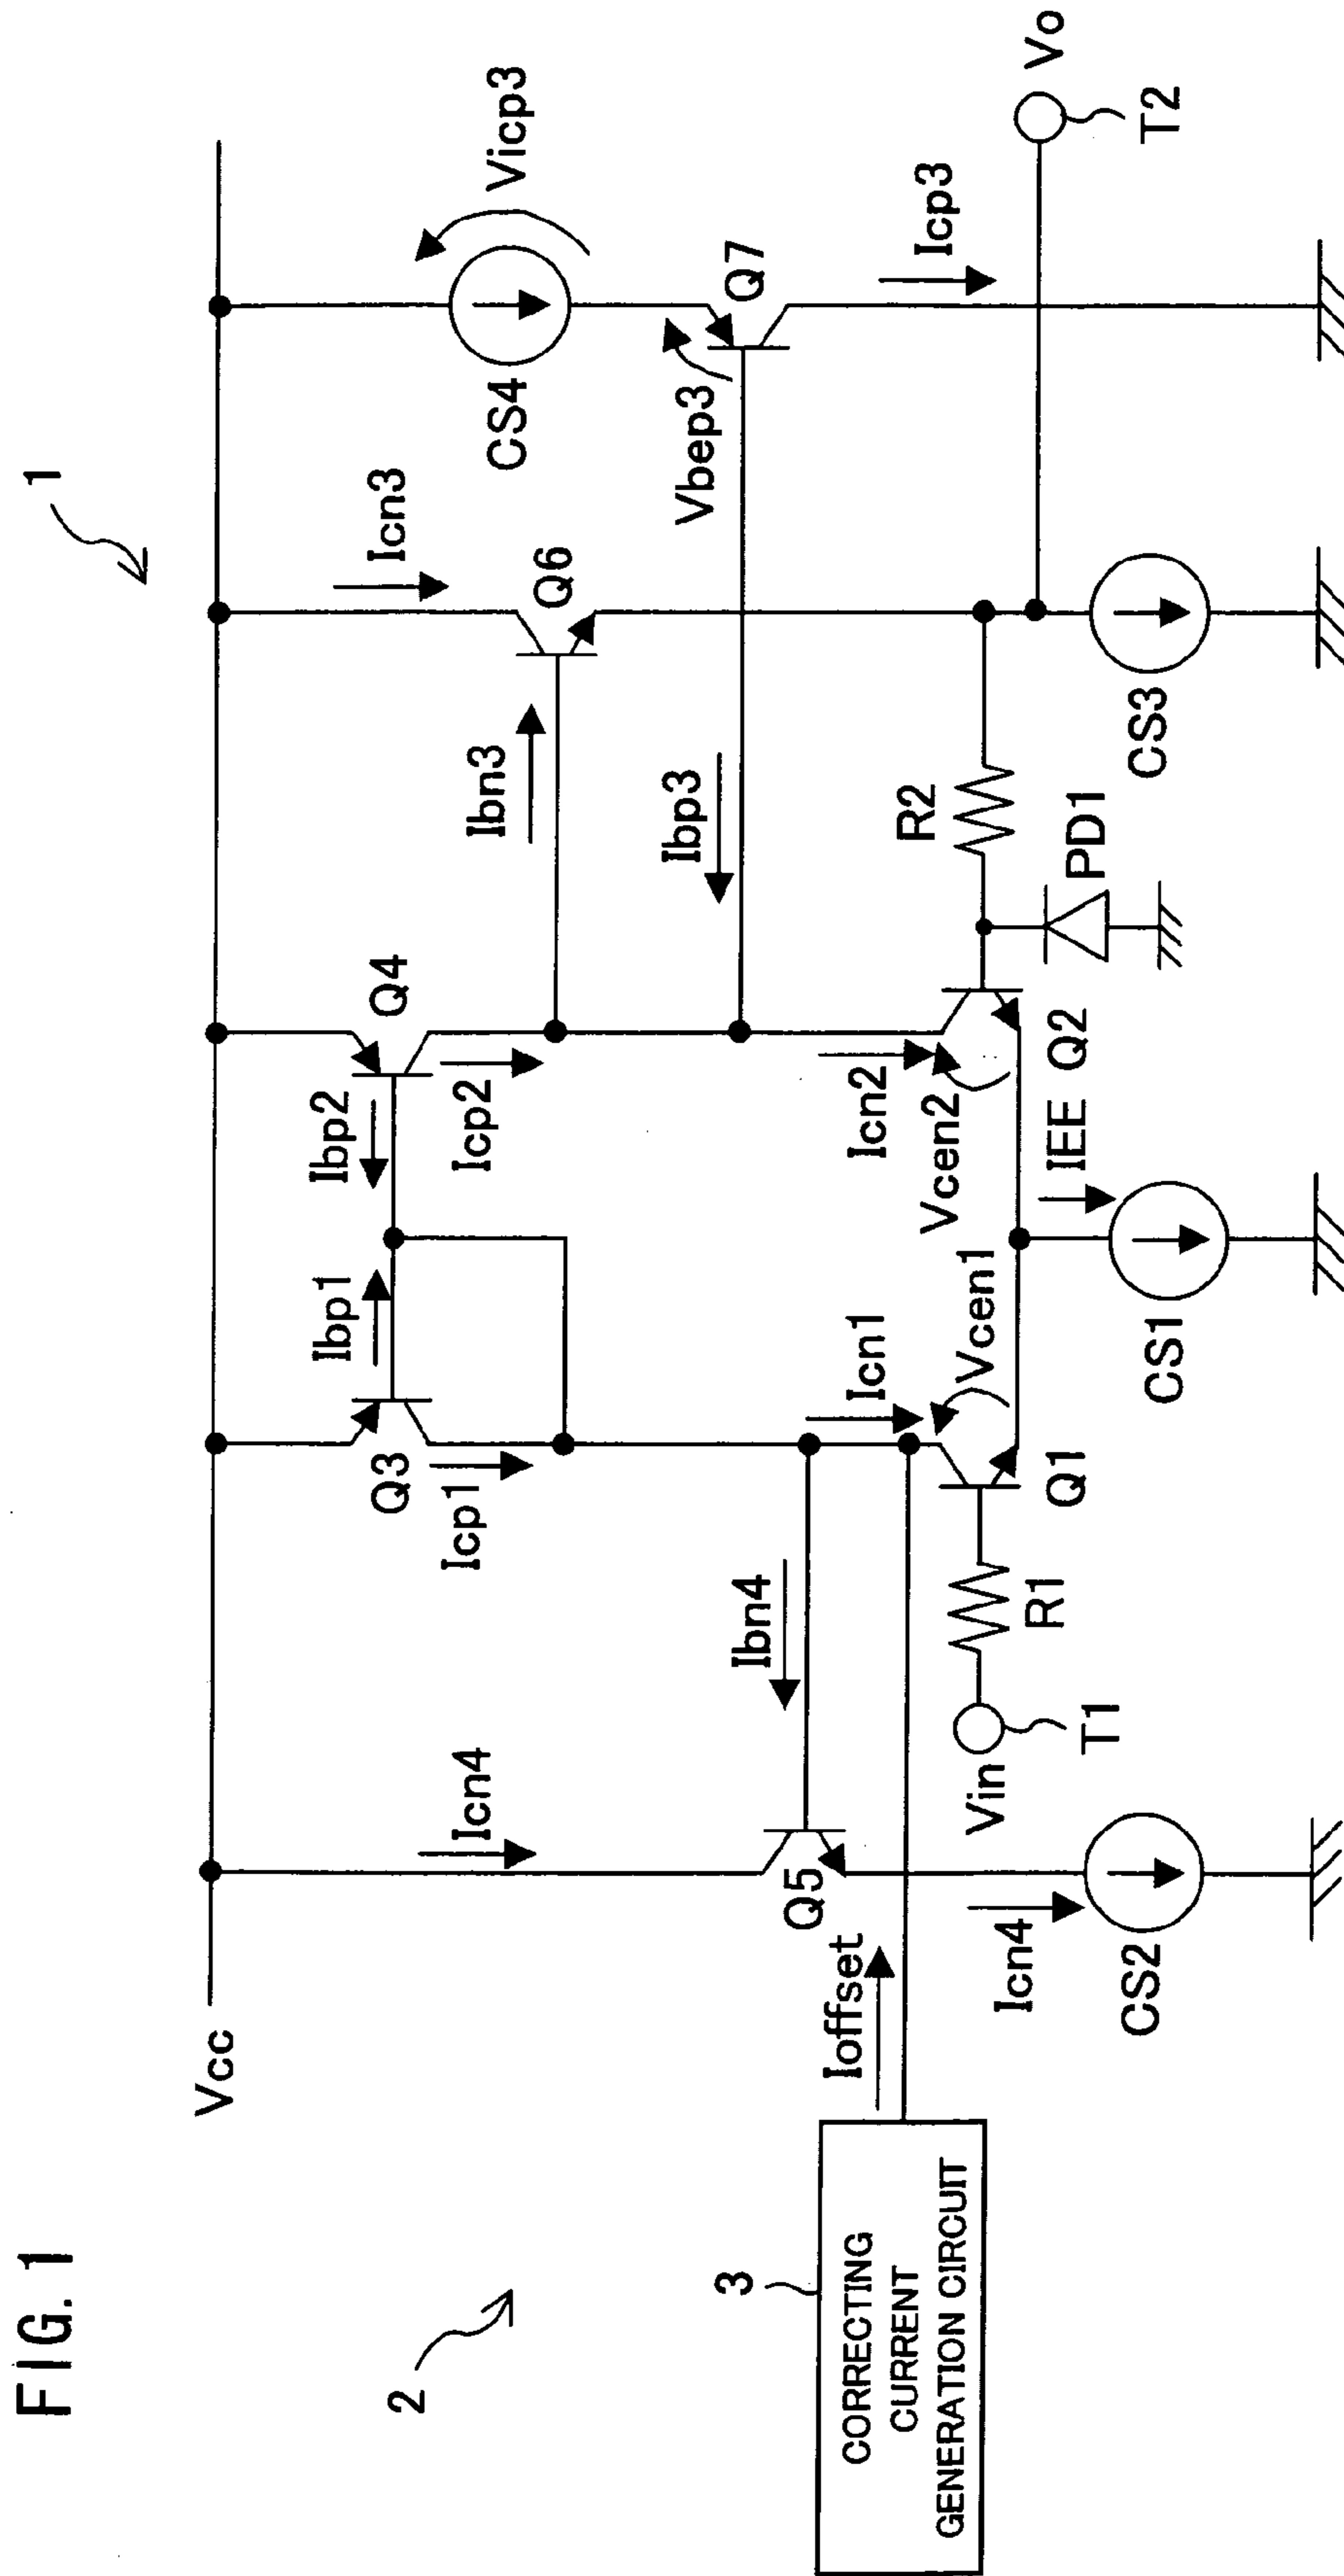 FIG. 1
1
2
Vcc
Icn4
Q5
Ibn4
Ioffset
Icn4
CS2
3
CORRECTING
CURRENT
GENERATION CIRCUIT
Vin
T1
R1
Q1
Q3
Icp1
Ibp1
Ibp2
Q4
Icp2
Icn1
Vcen1
Icn2
Vcen2
IEE
Q2
CS1
Ibn3
Q6
Icn3
Ibp3
Vbep3
Q7
CS4
Vicp3
Icp3
R2
PD1
CS3
Vo
T2